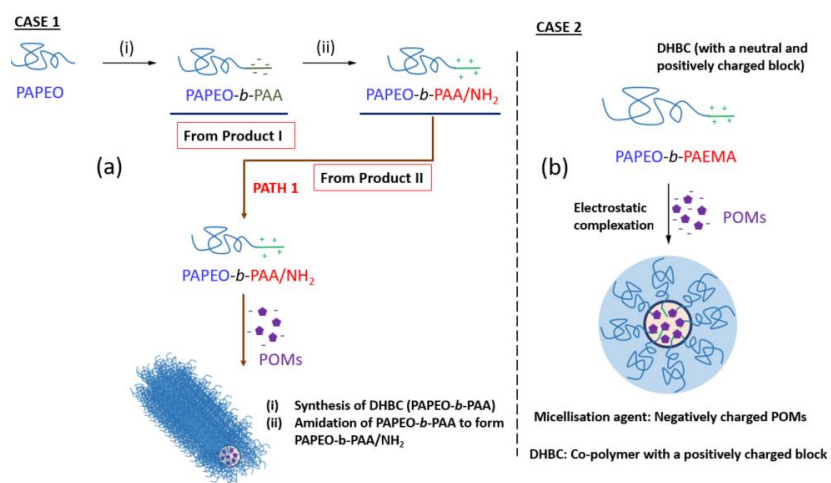 CASE 1
(i)
(ii)
PAPEO
PAPEO-b-PAA
PAPEO-b-PAA/NH₂
From Product I
From Product II
(a)
PATH 1
PAPEO-b-PAA/NH₂
POMs
(i) Synthesis of DHBC (PAPEO-b-PAA)
(ii) Amidation of PAPEO-b-PAA to form
PAPEO-b-PAA/NH₂
CASE 2
DHBC (with a neutral and
positively charged block)
PAPEO-b-PAEMA
(b)
Electrostatic
complexation
POMs
Micellisation agent: Negatively charged POMs
DHBC: Co-polymer with a positively charged block